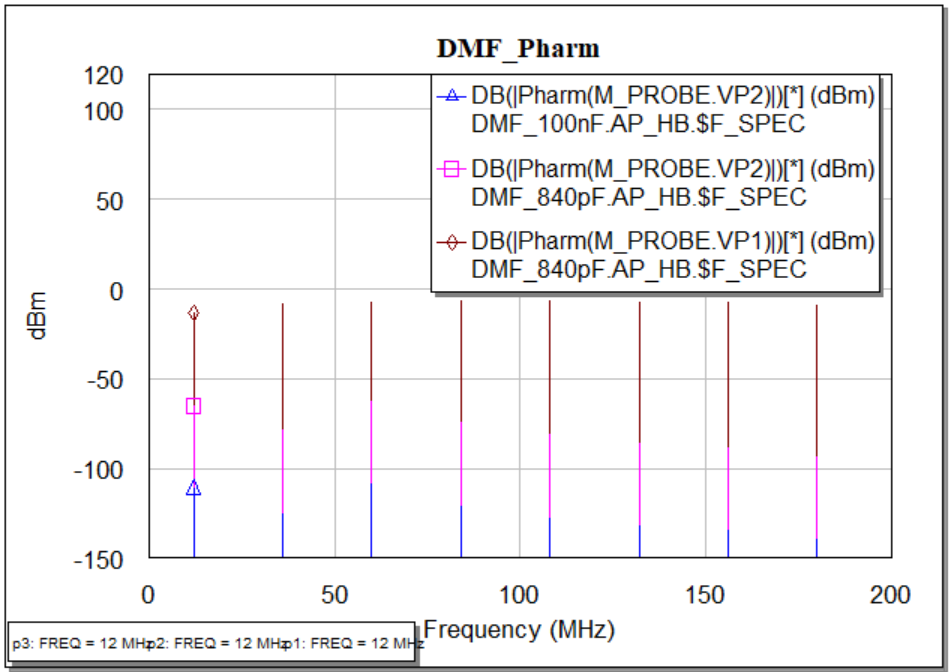 DMF_Pharm
120
100
50
0
-50
-100
-150
dBm
DB(|Pharm(M_PROBE.VP2)|)[*] (dBm)
DMF_100nF.AP_HB.$F_SPEC
DB(|Pharm(M_PROBE.VP2)|)[*] (dBm)
DMF_840pF.AP_HB.$F_SPEC
DB(|Pharm(M_PROBE.VP1)|)[*] (dBm)
DMF_840pF.AP_HB.$F_SPEC
0 50 100 150 200
Frequency (MHz)
p3: FREQ = 12 MHz p2: FREQ = 12 MHz p1: FREQ = 12 MHz